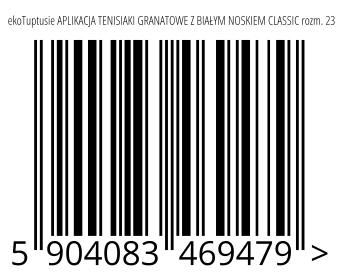 ekoTuptusie APLIKACJA TENISIAKI GRANATOWE Z BIAŁYM NOSKIEM CLASSIC rozm. 23
5 904083 469479 >